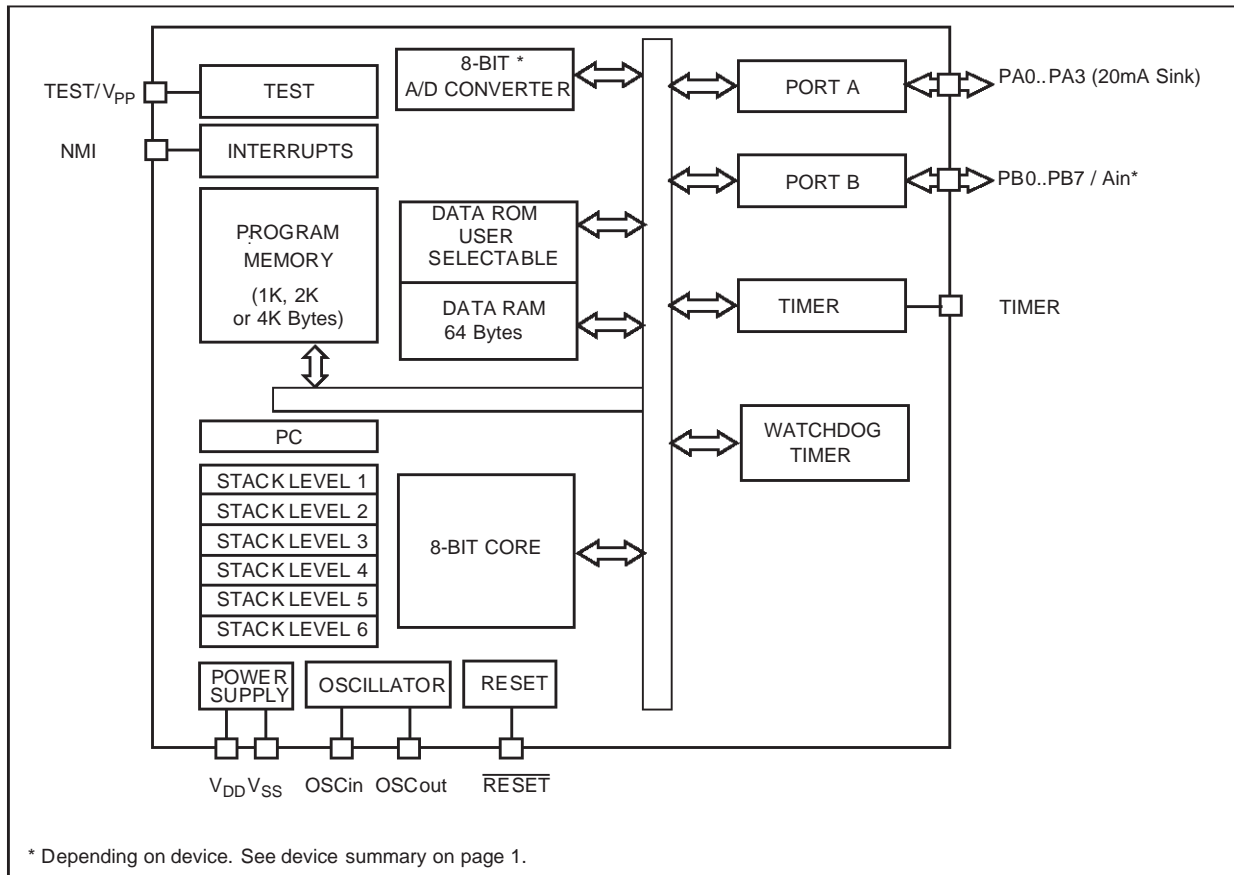 TEST/VPP
NMI
TEST
INTERRUPTS
PROGRAM
MEMORY
(1K, 2K
or 4K Bytes)
8-BIT *
A/D CONVERTER
DATA ROM
USER
SELECTABLE
DATA RAM
64 Bytes
PORT A
PA0..PA3 (20mA Sink)
PORT B
PB0..PB7 / Ain*
TIMER
TIMER
WATCHDOG
TIMER
PC
STACK LEVEL 1
STACK LEVEL 2
STACK LEVEL 3
STACK LEVEL 4
STACK LEVEL 5
STACK LEVEL 6
8-BIT CORE
POWER
SUPPLY
OSCILLATOR
RESET
VDD VSS
OSCin
OSCout
RESET
* Depending on device. See device summary on page 1.